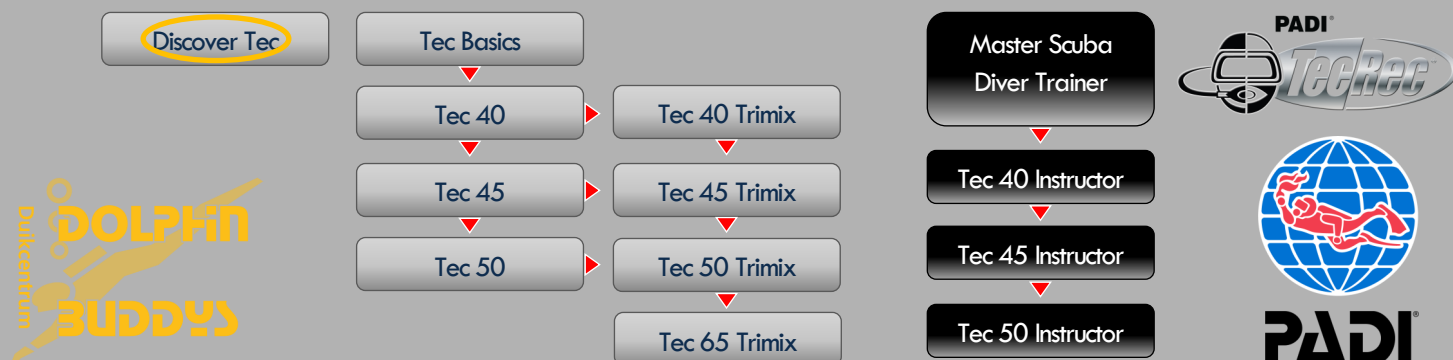 Discover Tec
Tec Basics
Tec 40
Tec 40 Trimix
Tec 45
Tec 45 Trimix
Tec 50
Tec 50 Trimix
Tec 65 Trimix
Master Scuba
Diver Trainer
Tec 40 Instructor
Tec 45 Instructor
Tec 50 Instructor
PADI®
TecRec™
Duikcentrum
DOLPHiN
BUDDYS
PADI®